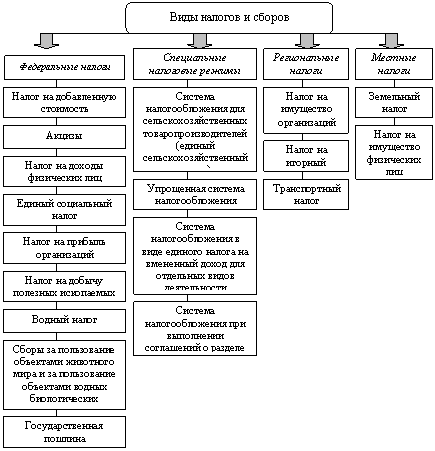 Виды налогов и сборов
Федеральные налоги
Налог на добавленную
стоимость
Акцизы
Налог на доходы
физических лиц
Единый социальный
налог
Налог на прибыль
организаций
Налог на добычу
полезных ископаемых
Водный налог
Сборы за пользование
объектами животного
мира и за пользование
объектами водных
биологических
Государственная
пошлина
Специальные
налоговые режимы
Система
налогообложения для
сельскохозяйственных
товаропроизводителей
(единый
сельскохозяйственный
Упрощенная система
налогообложения
Система
налогообложения в
виде единого налога на
вмененный доход для
отдельных видов
деятельности
Система
налогообложения при
выполнении
соглашений о разделе
Региональные
налоги
Налог на
имущество
организаций
Налог на
игорный
Транспортный
налог
Местные
налоги
Земельный
налог
Налог на
имущество
физических
лиц